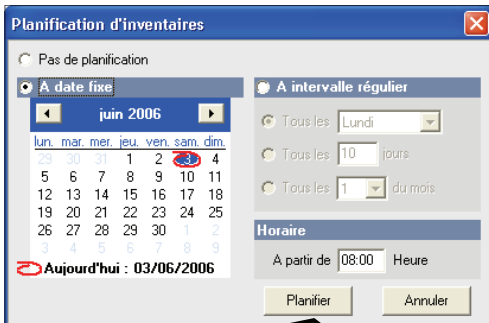 Planification d'inventaires
Pas de planification
A date fixe
juin 2006
lun. mar. mer. jeu. ven. sam. dim.
29 30 31 1 2 3 4
5 6 7 8 9 10 11
12 13 14 15 16 17 18
19 20 21 22 23 24 25
26 27 28 29 30 1 2
3 4 5 6 7 8 9
Aujourd'hui : 03/06/2006
A intervalle régulier
Tous les Lundi
Tous les 10 jours
Tous les 1 du mois
Horaire
A partir de 08:00 Heure
Planifier Annuler